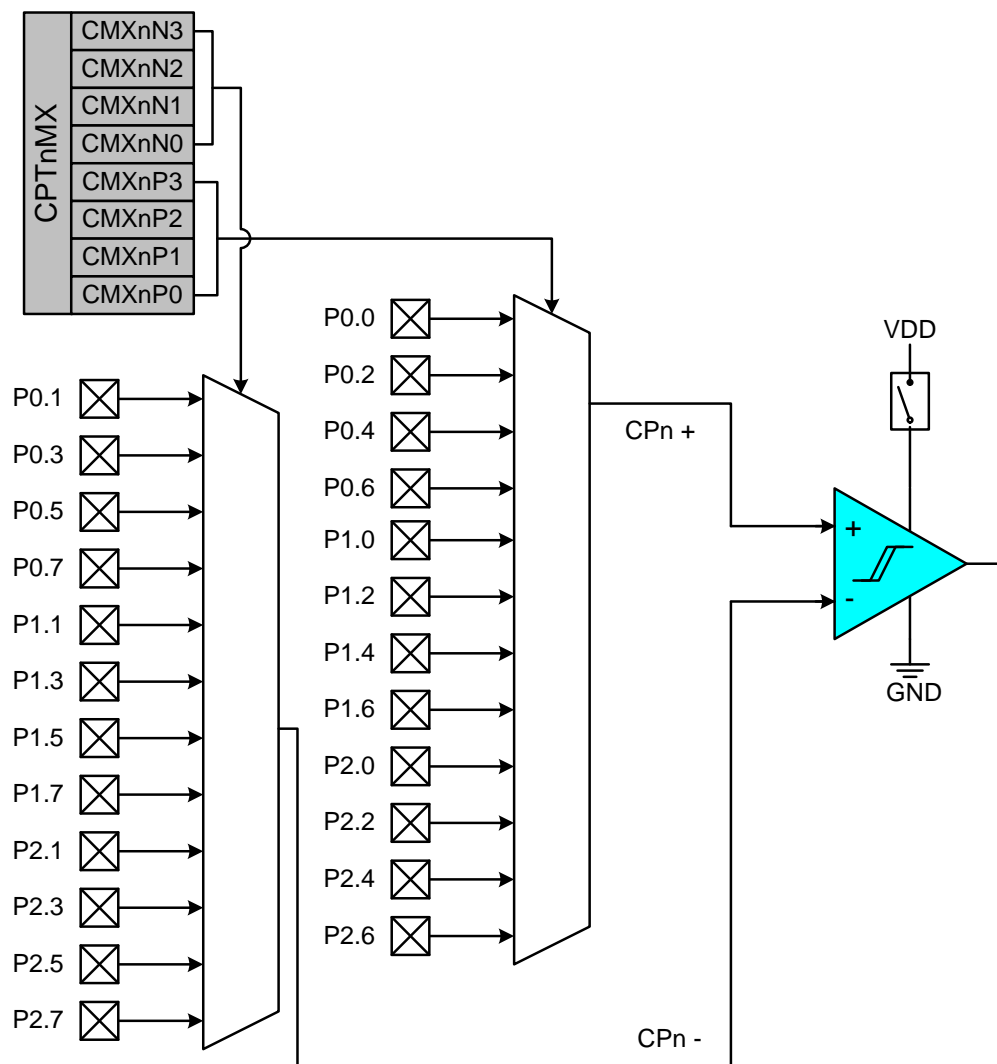 CPTnMX
CMXnN3
CMXnN2
CMXnN1
CMXnN0
CMXnP3
CMXnP2
CMXnP1
CMXnP0
P0.1
P0.3
P0.5
P0.7
P1.1
P1.3
P1.5
P1.7
P2.1
P2.3
P2.5
P2.7
P0.0
P0.2
P0.4
P0.6
P1.0
P1.2
P1.4
P1.6
P2.0
P2.2
P2.4
P2.6
CPn +
CPn -
VDD
+
-
GND